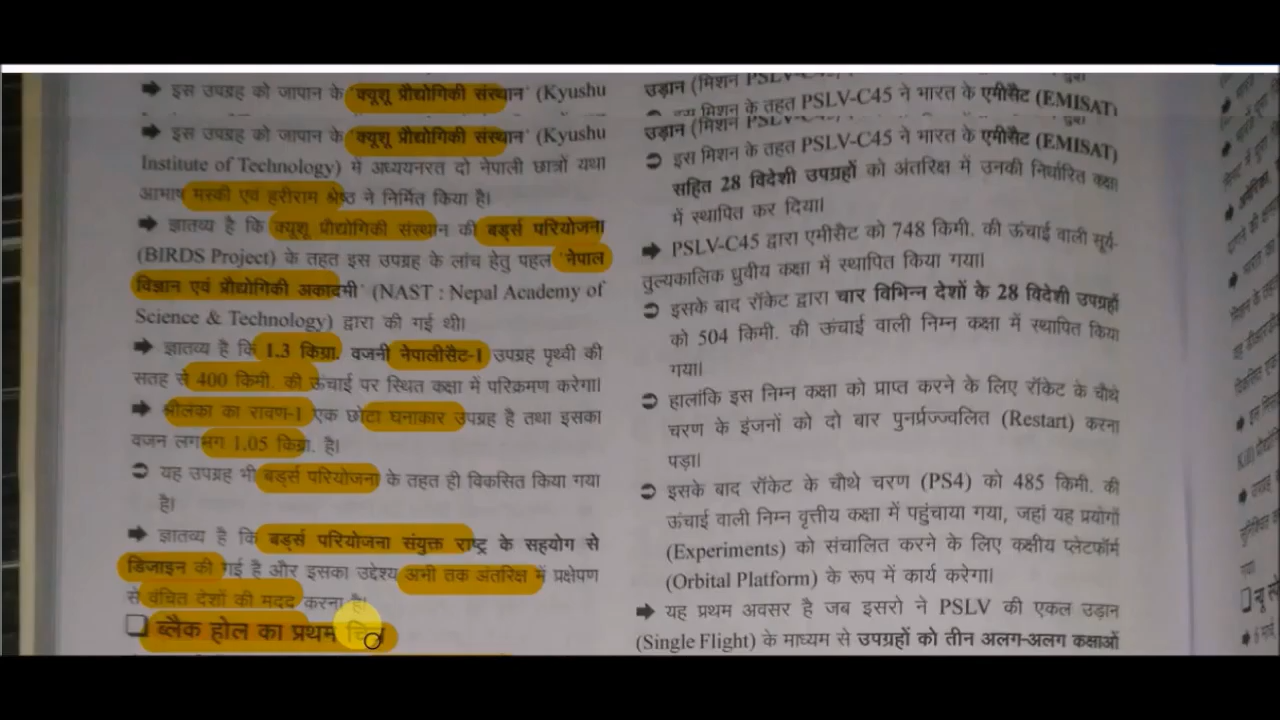 ➡ इस उपग्रह को जापान के 'क्यूशू प्रौद्योगिकी संस्थान' (Kyushu
➡ इस उपग्रह को जापान के 'क्यूशू प्रौद्योगिकी संस्थान' (Kyushu
Institute of Technology) में अध्ययनरत दो नेपाली छात्रों यथा
आभाष मस्की एवं हरीराम श्रेष्ठ ने निर्मित किया है।
➡ ज्ञातव्य है कि क्यूशू प्रौद्योगिकी संस्थान की बर्ड्स परियोजना
(BIRDS Project) के तहत इस उपग्रह के लांच हेतु पहल 'नेपाल
विज्ञान एवं प्रौद्योगिकी अकादमी' (NAST : Nepal Academy of
Science & Technology) द्वारा की गई थी।
➡ ज्ञातव्य है कि 1.3 किग्रा. वजनी नेपालीसैट-1 उपग्रह पृथ्वी की
सतह से 400 किमी. की ऊंचाई पर स्थित कक्षा में परिक्रमण करेगा।
➡ श्रीलंका का रावण-1 एक छोटा घनाकार उपग्रह है तथा इसका
वजन लगभग 1.05 किग्रा. है।
➲ यह उपग्रह भी बर्ड्स परियोजना के तहत ही विकसित किया गया
है।
➡ ज्ञातव्य है कि बर्ड्स परियोजना संयुक्त राष्ट्र के सहयोग से
डिजाइन की गई है और इसका उद्देश्य अभी तक अंतरिक्ष में प्रक्षेपण
से वंचित देशों की मदद करना है।
❑ ब्लैक होल का प्रथम
उड़ान (मिशन PSLV-C45)
➲ इस मिशन के तहत PSLV-C45 ने भारत के एमीसैट (EMISAT)
उड़ान (मिशन PSLV-C45)
➲ इस मिशन के तहत PSLV-C45 ने भारत के एमीसैट (EMISAT)
सहित 28 विदेशी उपग्रहों को अंतरिक्ष में उनकी निर्धारित कक्षा
में स्थापित कर दिया।
➡ PSLV-C45 द्वारा एमीसैट को 748 किमी. की ऊंचाई वाली सूर्य-
तुल्यकालिक ध्रुवीय कक्षा में स्थापित किया गया।
➲ इसके बाद रॉकेट द्वारा चार विभिन्न देशों के 28 विदेशी उपग्रहों
को 504 किमी. की ऊंचाई वाली निम्न कक्षा में स्थापित किया
गया।
➲ हालांकि इस निम्न कक्षा को प्राप्त करने के लिए रॉकेट के चौथे
चरण के इंजनों को दो बार पुनर्प्रज्ज्वलित (Restart) करना
पड़ा।
➲ इसके बाद रॉकेट के चौथे चरण (PS4) को 485 किमी. की
ऊंचाई वाली निम्न वृत्तीय कक्षा में पहुंचाया गया, जहां यह प्रयोगों
(Experiments) को संचालित करने के लिए कक्षीय प्लेटफॉर्म
(Orbital Platform) के रूप में कार्य करेगा।
➡ यह प्रथम अवसर है जब इसरो ने PSLV की एकल उड़ान
(Single Flight) के माध्यम से उपग्रहों को तीन अलग-अलग कक्षाओं